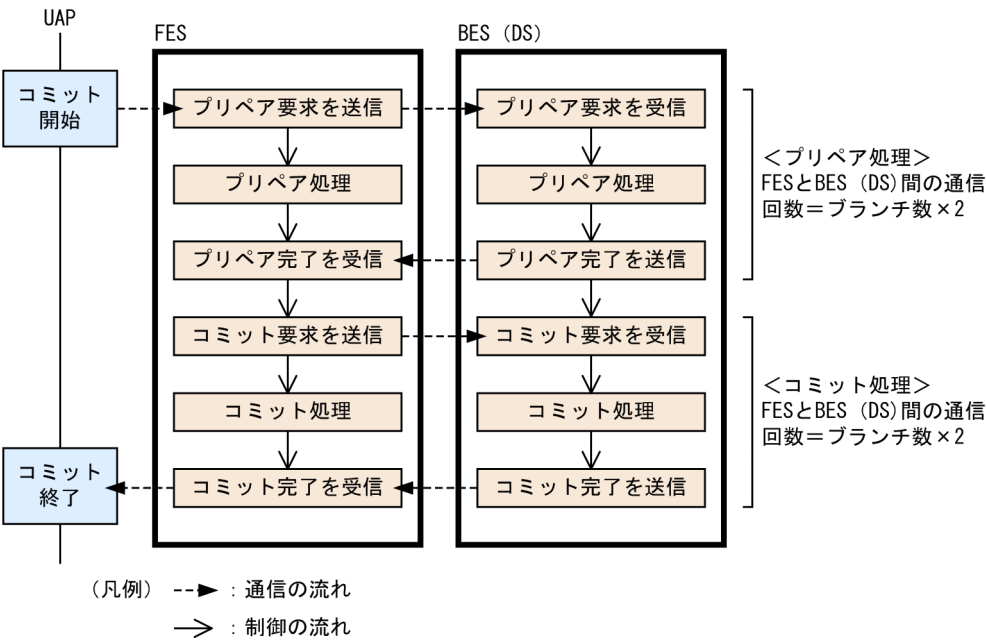 UAP
FES
BES (DS)
コミット
開始
プリペア要求を送信
プリペア要求を受信
プリペア処理
プリペア処理
プリペア完了を受信
プリペア完了を送信
＜プリペア処理＞
FESとBES (DS)間の通信
回数＝ブランチ数×2
コミット要求を送信
コミット要求を受信
コミット処理
コミット処理
コミット完了を受信
コミット完了を送信
＜コミット処理＞
FESとBES (DS)間の通信
回数＝ブランチ数×2
コミット
終了
(凡例)
：通信の流れ
：制御の流れ